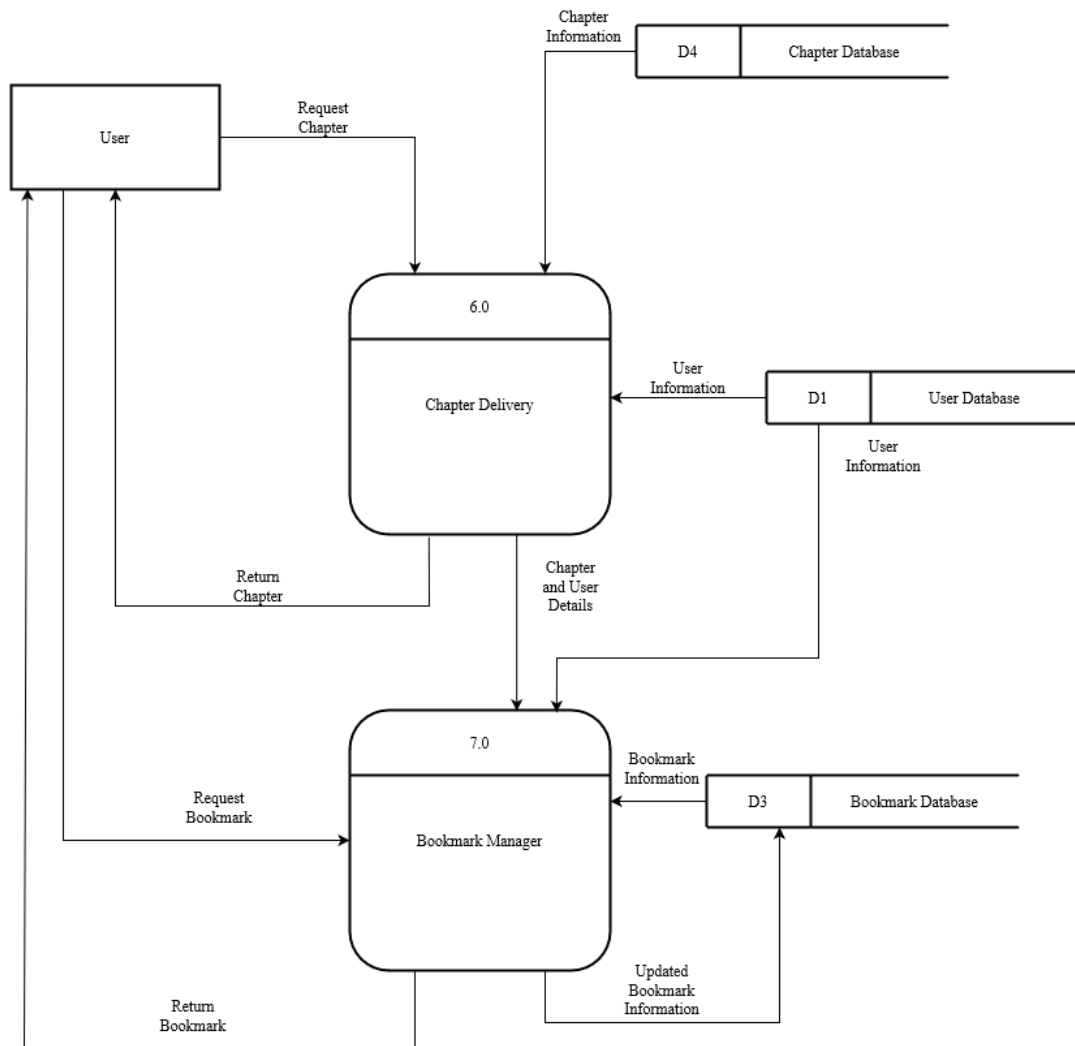 Chapter
Information
D4
Chapter Database
User
Request
Chapter
6.0
Chapter Delivery
User
Information
D1
User Database
User
Information
Return
Chapter
Chapter
and User
Details
7.0
Bookmark Manager
Bookmark
Information
D3
Bookmark Database
Request
Bookmark
Updated
Bookmark
Information
Return
Bookmark